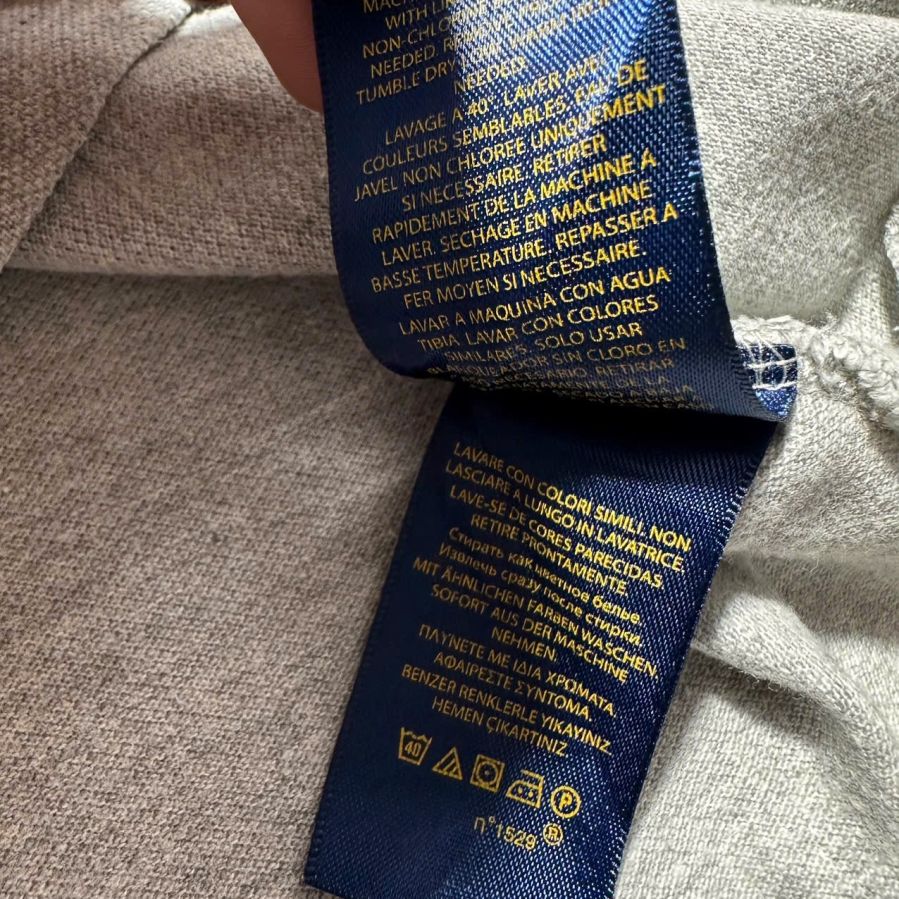 WITH LI
NON-CHLORINE
NEEDED.
TUMBLE DRY
NEEDED
LAVAGE A 40°. LAVER AVEC
COULEURS SEMBLABLES. EAU DE
JAVEL NON CHLOREE UNIQUEMENT
SI NECESSAIRE. RETIRER
RAPIDEMENT DE LA MACHINE A
LAVER. SECHAGE EN MACHINE
BASSE TEMPERATURE. REPASSER A
FER MOYEN SI NECESSAIRE.
LAVAR A MAQUINA CON AGUA
TIBIA. LAVAR CON COLORES
SIMILARES. SOLO USAR
SIN CLORO EN
RETIRAR
DE LA
LAVARE CON COLORI SIMILI. NON
LASCIARE A LUNGO IN LAVATRICE.
LAVE-SE DE CORES PARECIDAS
RETIRE PRONTAMENTE
Стирать как цветное белье.
Извлечь сразу после стирки.
MIT ÄHNLICHEN FARBEN WASCHEN,
SOFORT AUS DER MASCHINE
NEHMEN.
ΠΛΥΝΕΤΕ ΜΕ ΙΔΙΑ ΧΡΩΜΑΤΑ.
ΑΦΑΙΡΕΣΤΕ ΣΥΝΤΟΜΑ.
BENZER RENKLERLE YIKAYINIZ
HEMEN ÇIKARTINIZ
40 P
n°1529 ®